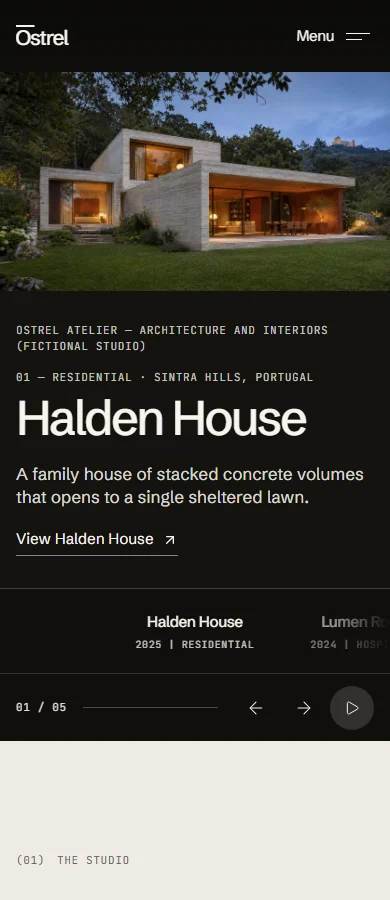 Ostrel
Menu
OSTREL ATELIER — ARCHITECTURE AND INTERIORS
(FICTIONAL STUDIO)
01 — RESIDENTIAL · SINTRA HILLS, PORTUGAL
Halden House
A family house of stacked concrete volumes
that opens to a single sheltered lawn.
View Halden House
Halden House
Lumen
2025 | RESIDENTIAL
2024 |
01 / 05
(01) THE STUDIO